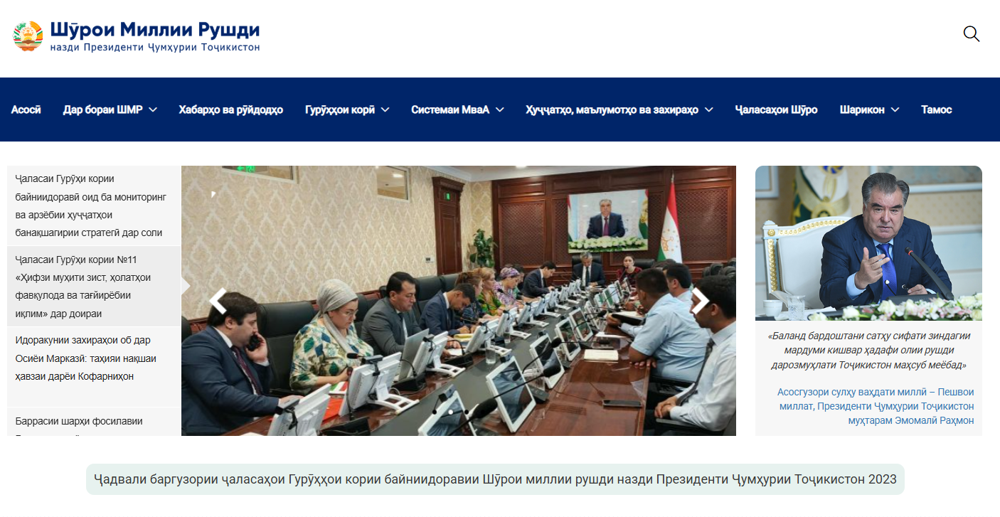 Шӯрои Миллии Рушди
назди Президенти Ҷумҳурии Тоҷикистон
Асосӣ
Дар бораи ШМР
Хабарҳо ва рӯйдодҳо
Гурӯҳҳои корӣ
Системаи МваА
Ҳуҷҷатҳо, маълумотҳо ва захираҳо
Ҷаласаҳои Шӯро
Шарикон
Тамос
Ҷаласаи Гурӯҳи кории
байниидоравӣ оид ба мониторинг
ва арзёбии ҳуҷҷатҳои
банақшагирии стратегӣ дар соли
Ҷаласаи Гурӯҳи кории №11
«Ҳифзи муҳити зист, ҳолатҳои
фавқулода ва тағйирёбии
иқлим» дар доираи
Идоракунии захираҳои об дар
Осиёи Марказӣ: таҳияи нақшаи
ҳавзаи дарёи Кофарниҳон
Баррасии шарҳи фосилавии
«Баланд бардоштани сатҳу сифати зиндагии
мардуми кишвар ҳадафи олии рушди
дарозмуҳлати Тоҷикистон маҳсуб меёбад»
Асосгузори сулҳу ваҳдати миллӣ – Пешвои
миллат, Президенти Ҷумҳурии Тоҷикистон
муҳтарам Эмомалӣ Раҳмон
Ҷадвали баргузории ҷаласаҳои Гурӯҳҳои кории байниидоравии Шӯрои миллии рушди назди Президенти Ҷумҳурии Тоҷикистон 2023